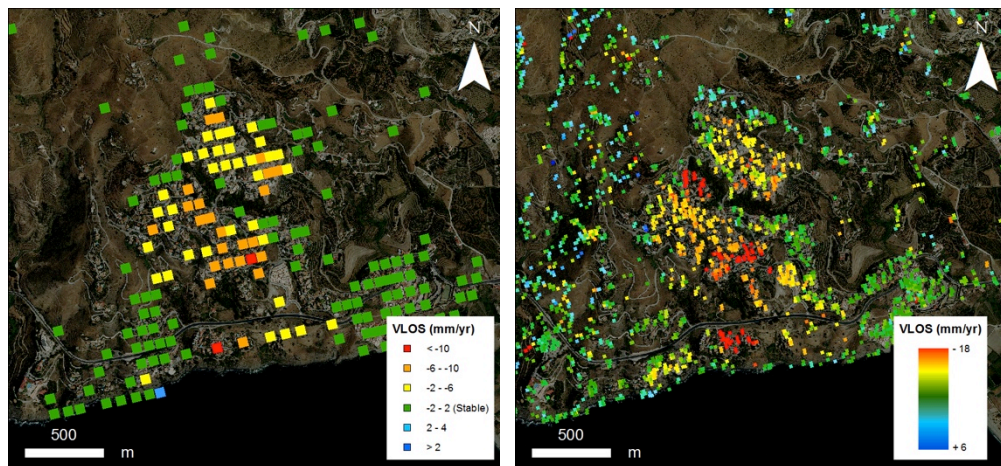 N
VLOS (mm/yr)
< -10
-6 - -10
-2 - -6
-2 - 2 (Stable)
2 - 4
> 2
500
m
N
VLOS (mm/yr)
- 18
+ 6
500
m